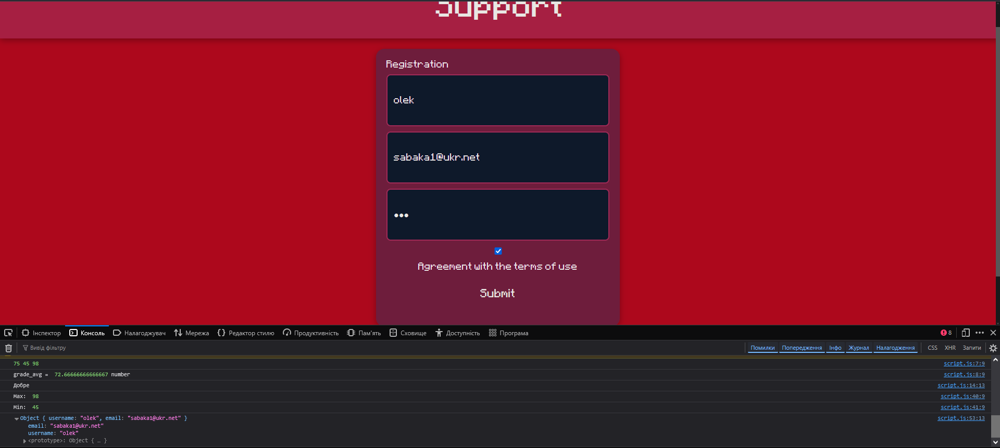 Support
Registration
olek
sabaka1@ukr.net
•••
Agreement with the terms of use
Submit
Інспектор Консоль Налагоджувач Мережа Редактор стилю Продуктивність Пам'ять Сховище Доступність Програма 8
Вивід фільтру Помилки Попередження Інфо Журнал Налагодження CSS XHR Запити
75 45 98 script.js:7:9
grade_avg = 72.66666666666667 number script.js:8:9
Добре script.js:14:13
Max: 98 script.js:40:9
Min: 45 script.js:41:9
Object { username: "olek", email: "sabaka1@ukr.net" } script.js:53:13
email: "sabaka1@ukr.net"
username: "olek"
<prototype>: Object { … }